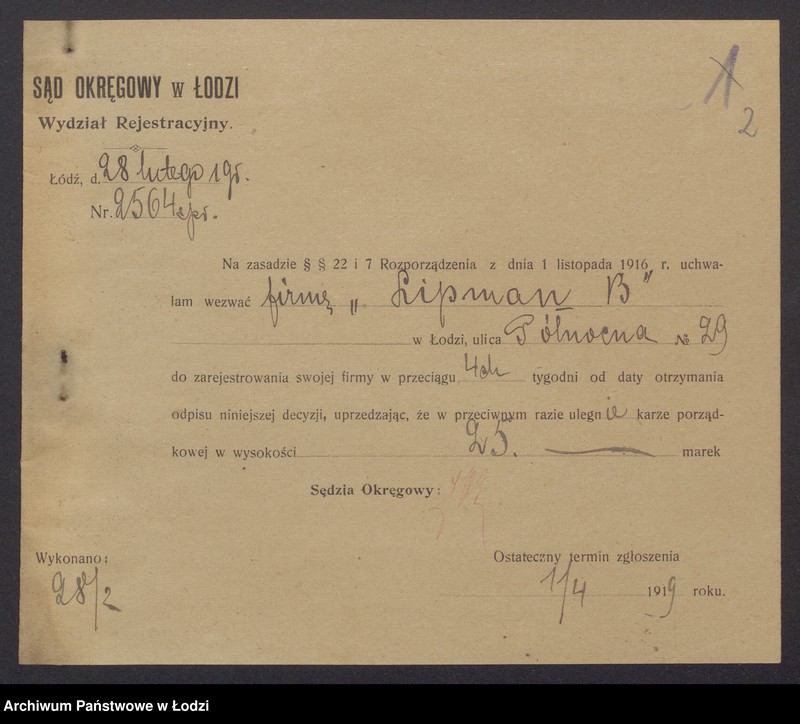 1
2
SĄD OKRĘGOWY w ŁODZI
Wydział Rejestracyjny.
Łódź, d. 28 lutego 19 r.
Nr. 2564 spr.
Na zasadzie § § 22 i 7 Rozporządzenia z dnia 1 listopada 1916 r. uchwa-
lam wezwać firmę „Lipman B"
w Łodzi, ulica Północna № 29
do zarejestrowania swojej firmy w przeciągu 4ch tygodni od daty otrzymania
odpisu niniejszej decyzji, uprzedzając, że w przeciwnym razie ulegnie karze porząd-
kowej w wysokości 25. — marek
Sędzia Okręgowy:
Wykonano:
28/2
Ostateczny termin zgłoszenia
11/4 1919 roku.
Archiwum Państwowe w Łodzi